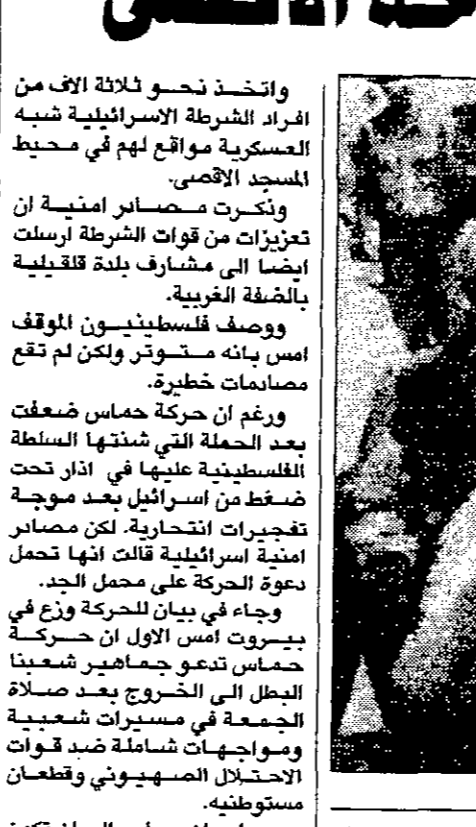 واتخذ نحو ثلاثة الاف من
افراد الشرطة الاسرائيلية شبه
العسكرية مواقع لهم في محيط
المسجد الاقصى.
وذكرت مصادر امنية ان
تعزيزات من قوات الشرطة ارسلت
ايضا الى مشارف بلدة قلقيلية
بالضفة الغربية.
ووصف فلسطينيون الموقف
امس بانه متوتر ولكن لم تقع
مصادمات خطيرة.
ورغم ان حركة حماس ضعفت
بعد الحملة التي شنتها السلطة
الفلسطينية عليها في اذار تحت
ضغط من اسرائيل بعد موجة
تفجيرات انتحارية. لكن مصادر
امنية اسرائيلية قالت انها تحمل
دعوة الحركة على محمل الجد.
وجاء في بيان للحركة وزع في
بيروت امس الاول ان حركة
حماس تدعو جماهير شعبنا
البطل الى الخروج بعد صلاة
الجمعة في مسيرات شعبية
ومواجهات شاملة ضد قوات
الاحتلال الصهيوني وقطعان
مستوطنيه.